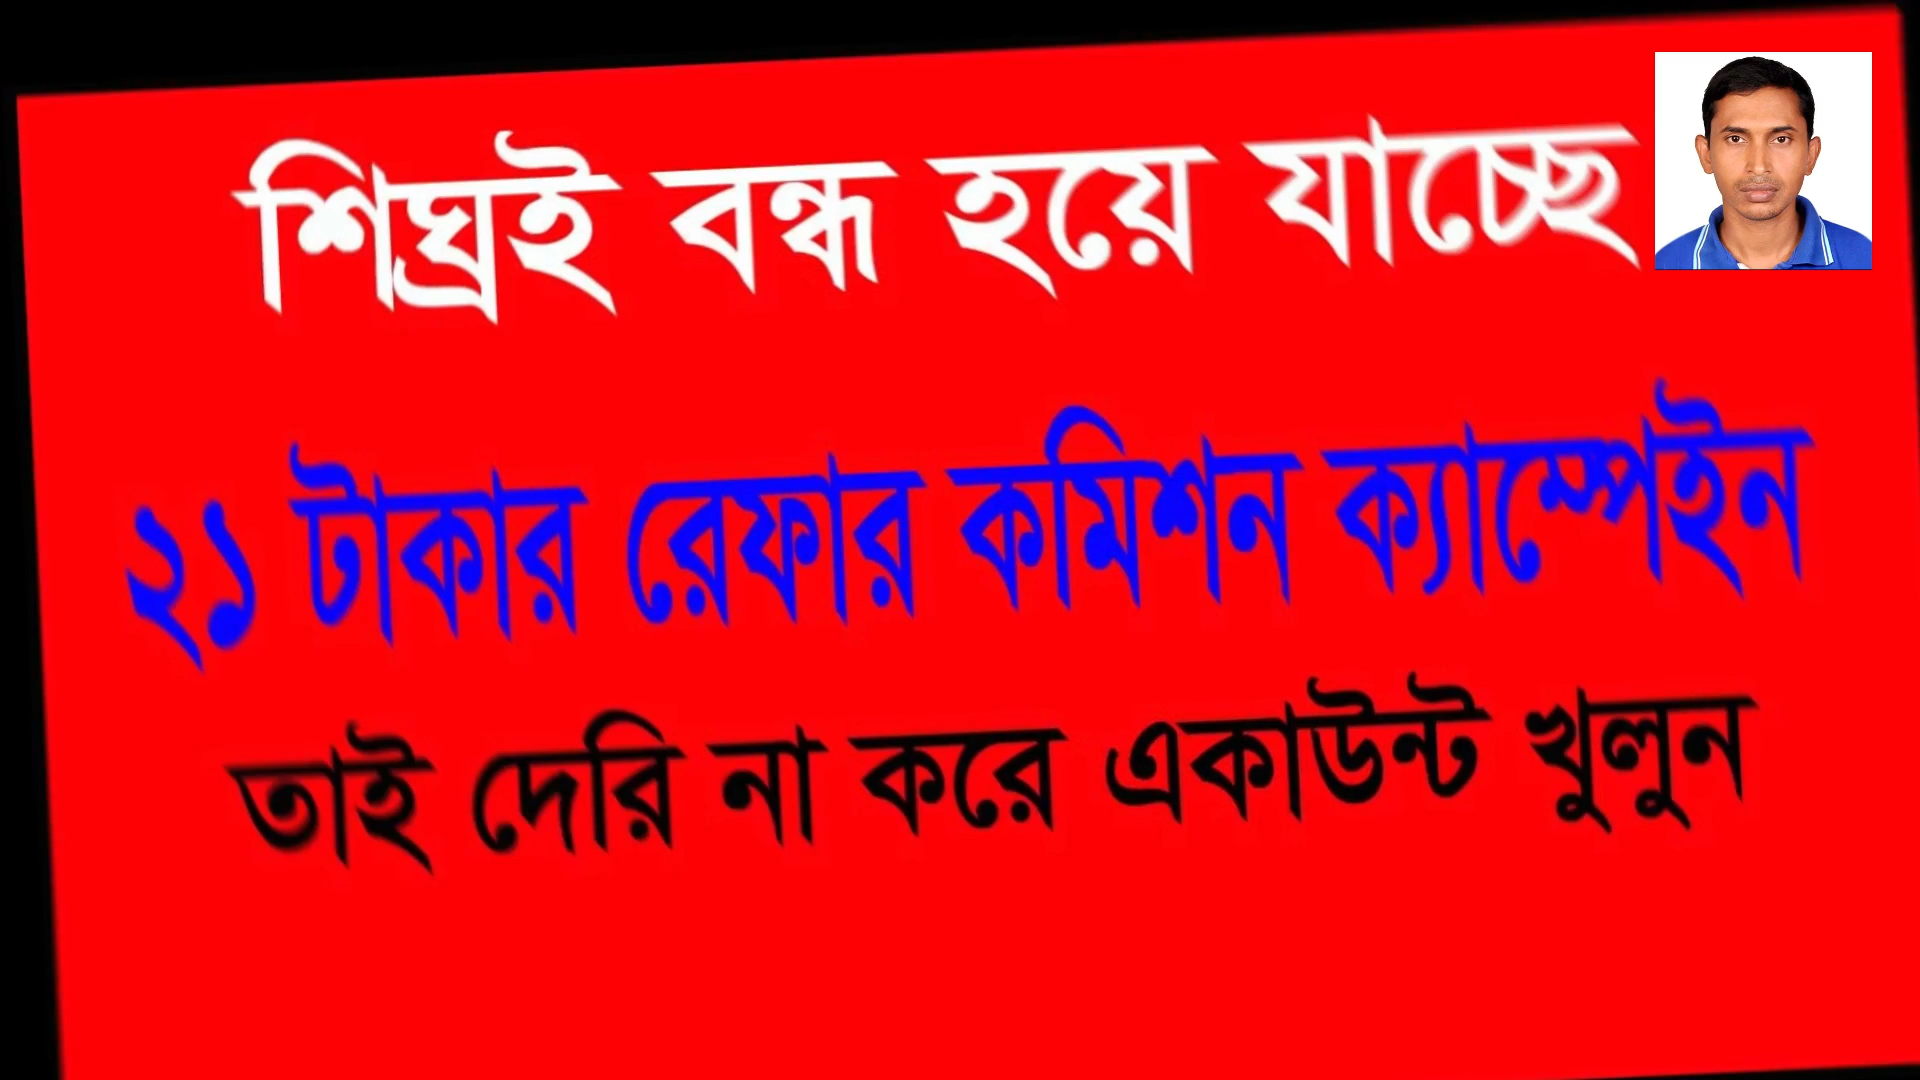 শিঘ্রই বন্ধ হয়ে যাচ্ছে
২১ টাকার রেফার কমিশন ক্যাম্পেইন
তাই দেরি না করে একাউন্ট খুলুন